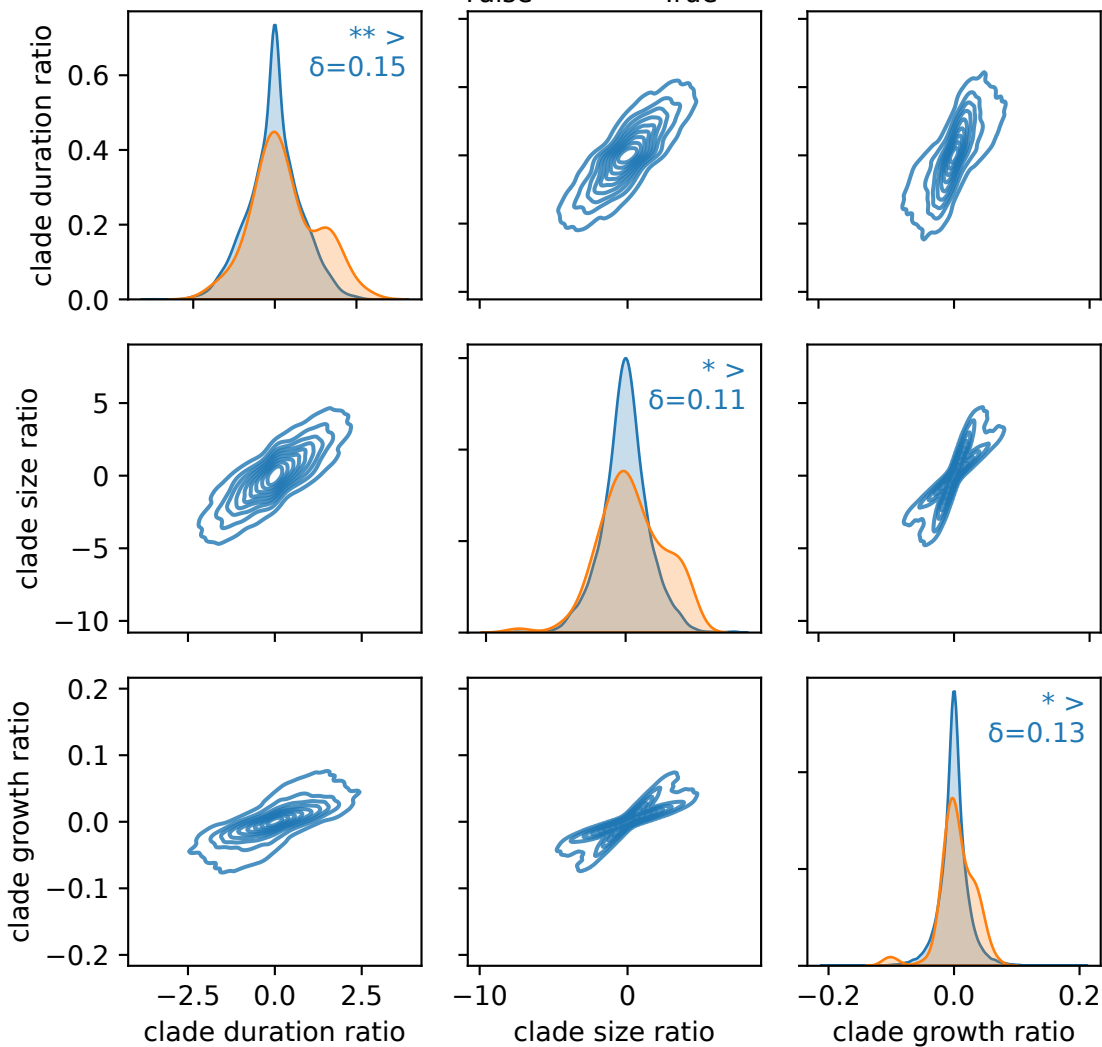 False True
clade duration ratio
0.6
0.4
0.2
0.0
** >
δ=0.15
clade size ratio
5
0
−5
−10
* >
δ=0.11
clade growth ratio
0.2
0.1
0.0
−0.1
−0.2
* >
δ=0.13
−2.5 0.0 2.5
−10 0
−0.2 0.0 0.2
clade duration ratio
clade size ratio
clade growth ratio